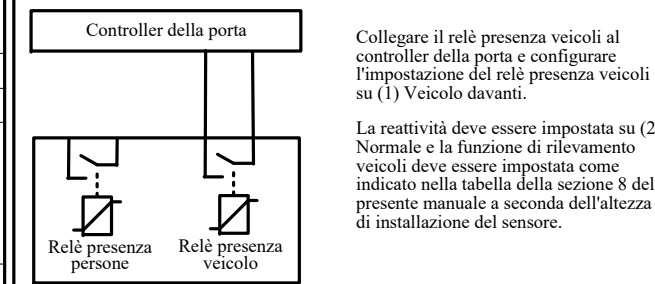 Controller della porta
Relè presenza
persone
Relè presenza
veicolo
Collegare il relè presenza veicoli al
controller della porta e configurare
l'impostazione del relè presenza veicoli
su (1) Veicolo davanti.
La reattività deve essere impostata su (2
Normale e la funzione di rilevamento
veicoli deve essere impostata come
indicato nella tabella della sezione 8 del
presente manuale a seconda dell'altezza
di installazione del sensore.